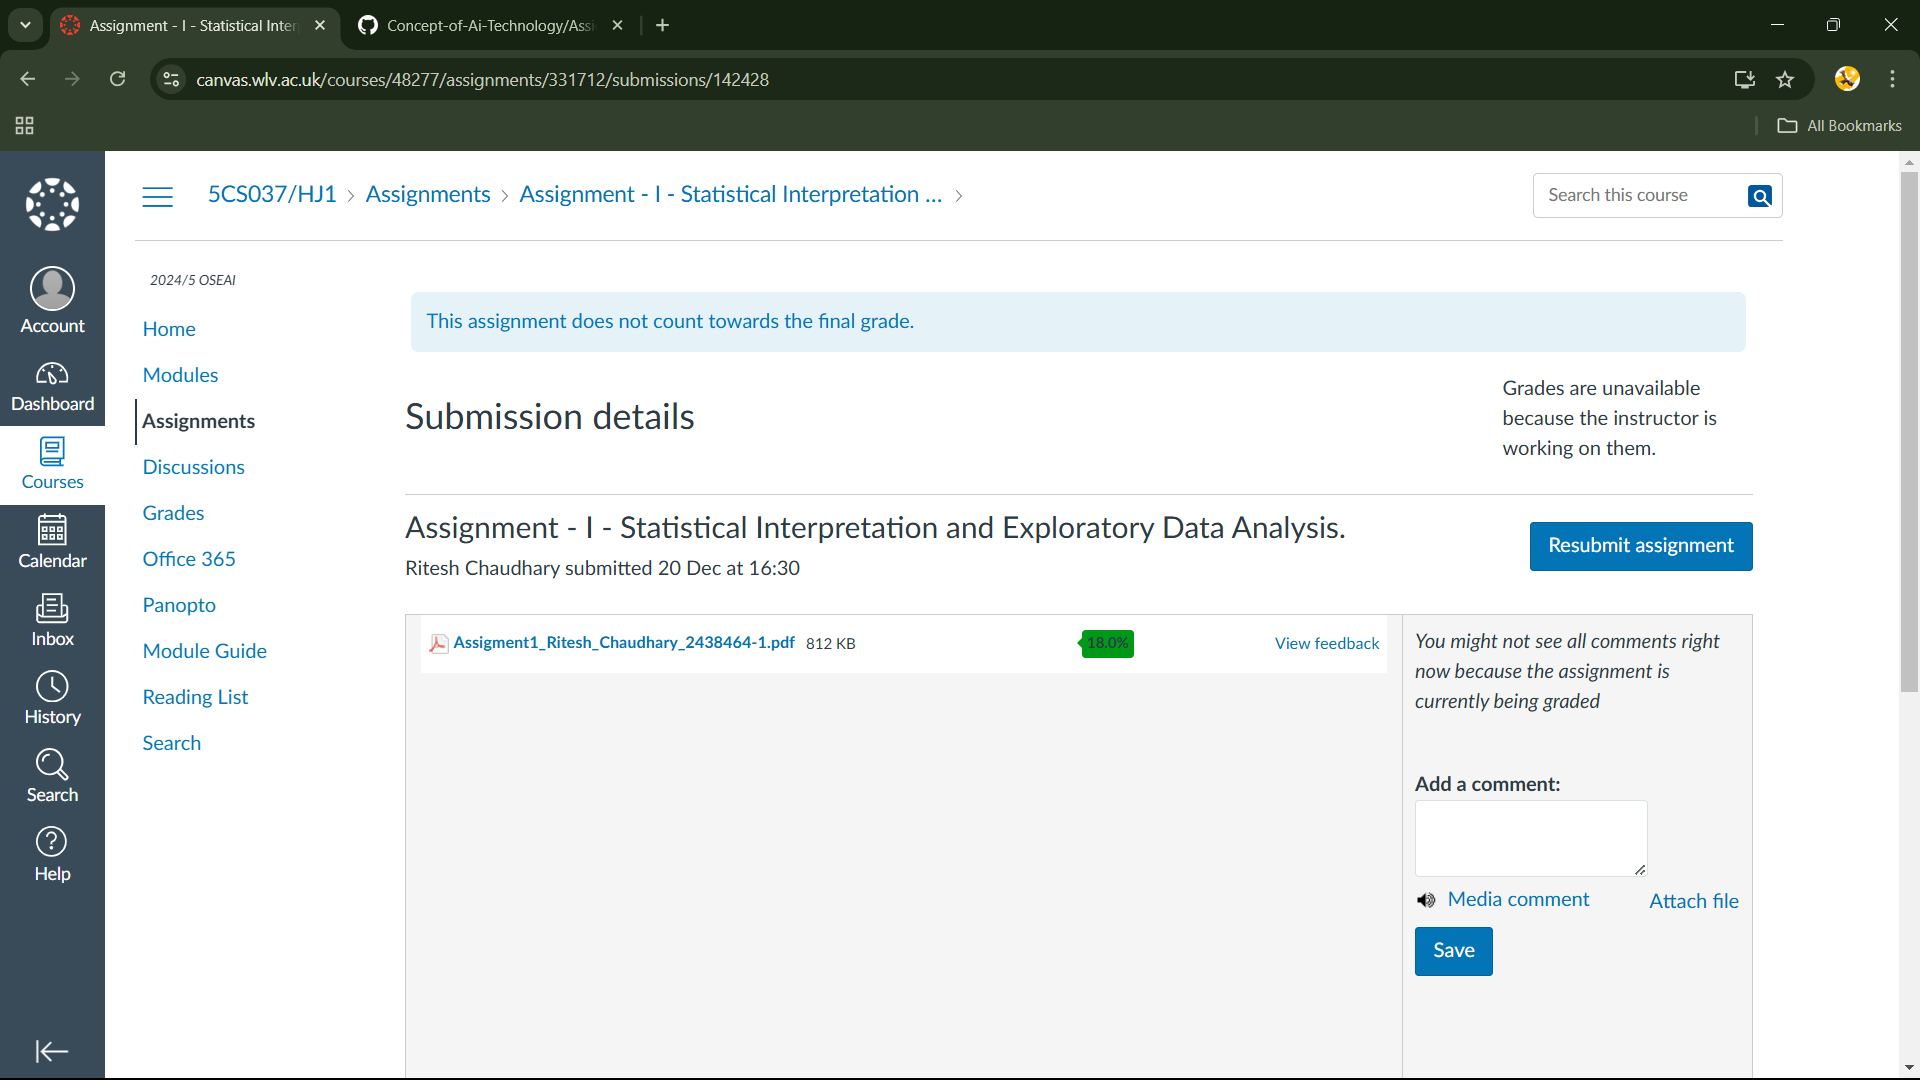 Assignment - I - Statistical Inter
Concept-of-Ai-Technology/Assi
canvas.wlv.ac.uk/courses/48277/assignments/331712/submissions/142428
All Bookmarks
5CS037/HJ1 > Assignments > Assignment - I - Statistical Interpretation ... >
Search this course
2024/5 OSEAI
Home
Modules
Assignments
Discussions
Grades
Office 365
Panopto
Module Guide
Reading List
Search
Account
Dashboard
Courses
Calendar
Inbox
History
Search
Help
This assignment does not count towards the final grade.
Submission details
Grades are unavailable
because the instructor is
working on them.
Assignment - I - Statistical Interpretation and Exploratory Data Analysis.
Ritesh Chaudhary submitted 20 Dec at 16:30
Resubmit assignment
Assigment1_Ritesh_Chaudhary_2438464-1.pdf 812 KB
18.0%
View feedback
You might not see all comments right
now because the assignment is
currently being graded
Add a comment:
Media comment
Attach file
Save